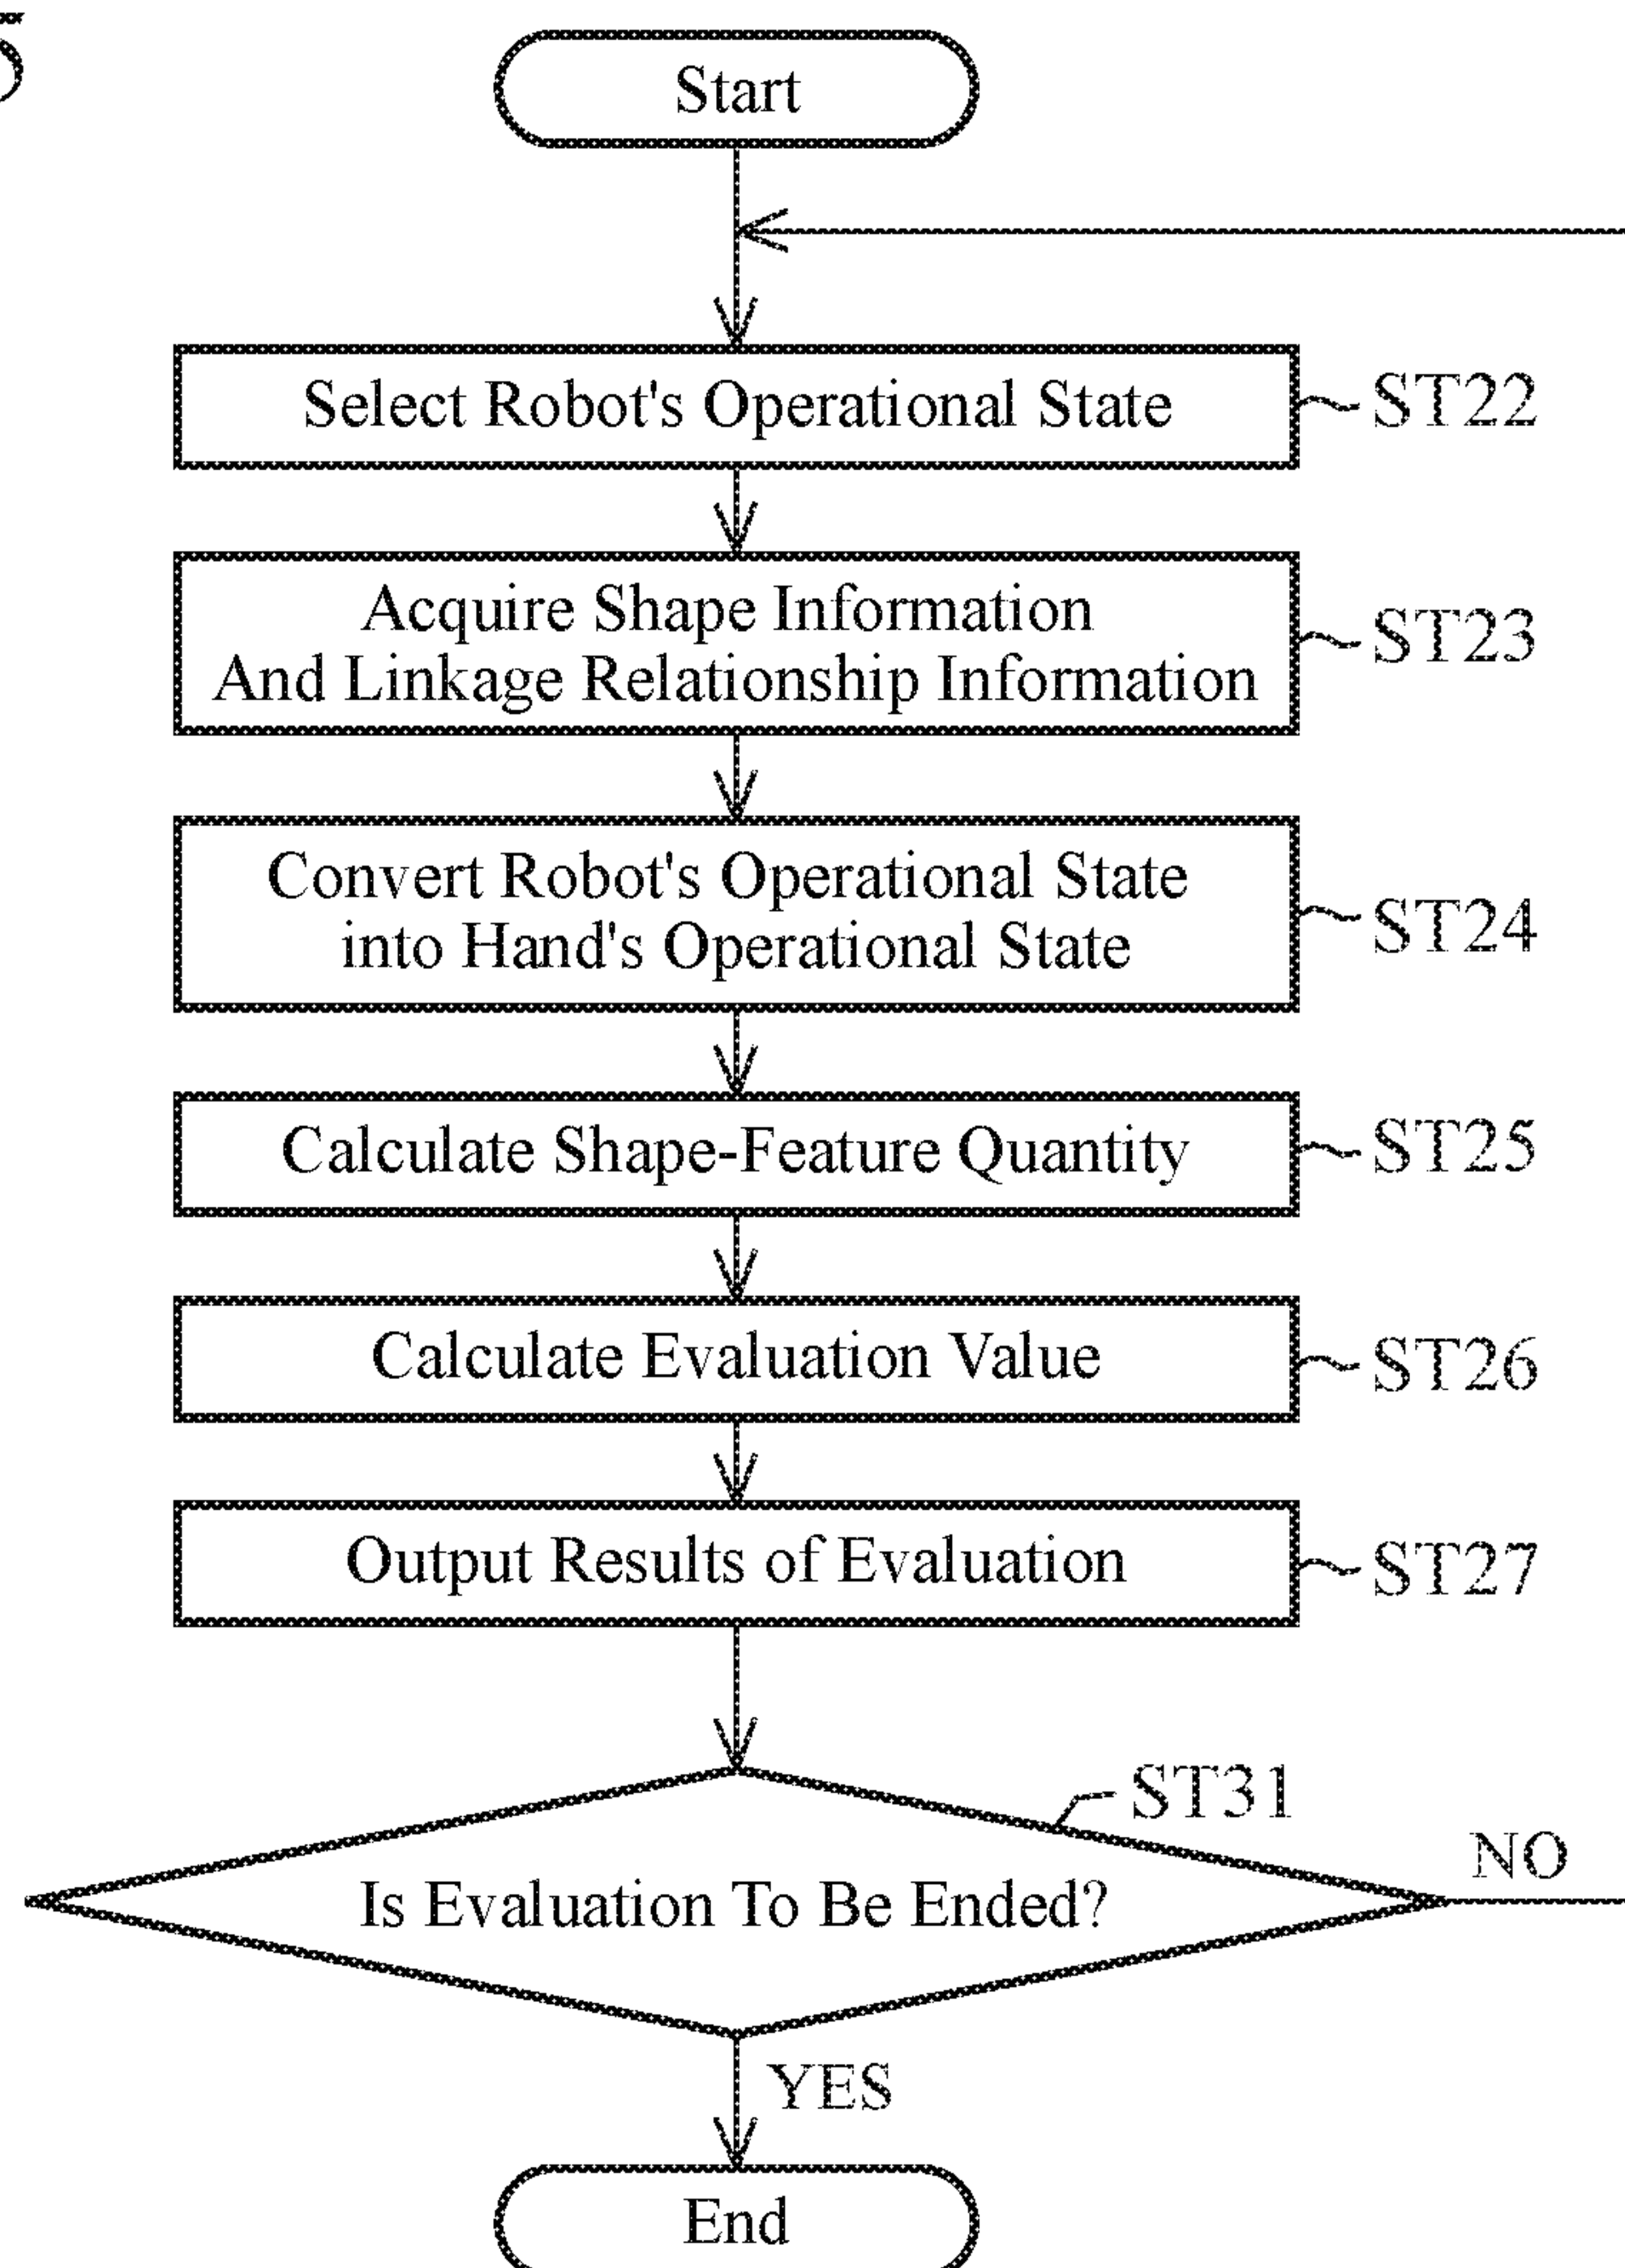 Start
Select Robot's Operational State
ST22
Acquire Shape Information
And Linkage Relationship Information
ST23
Convert Robot's Operational State
into Hand's Operational State
ST24
Calculate Shape-Feature Quantity
ST25
Calculate Evaluation Value
ST26
Output Results of Evaluation
ST27
ST31
Is Evaluation To Be Ended?
NO
YES
End